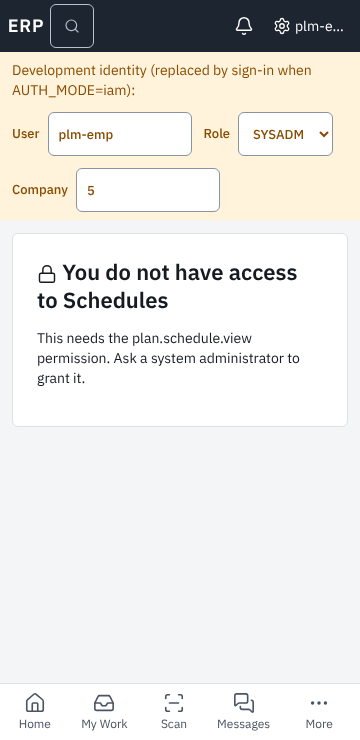 ERP
plm-e...
Development identity (replaced by sign-in when
AUTH_MODE=iam):
User plm-emp Role SYSADM
Company 5
You do not have access
to Schedules
This needs the plan.schedule.view
permission. Ask a system administrator to
grant it.
Home My Work Scan Messages More